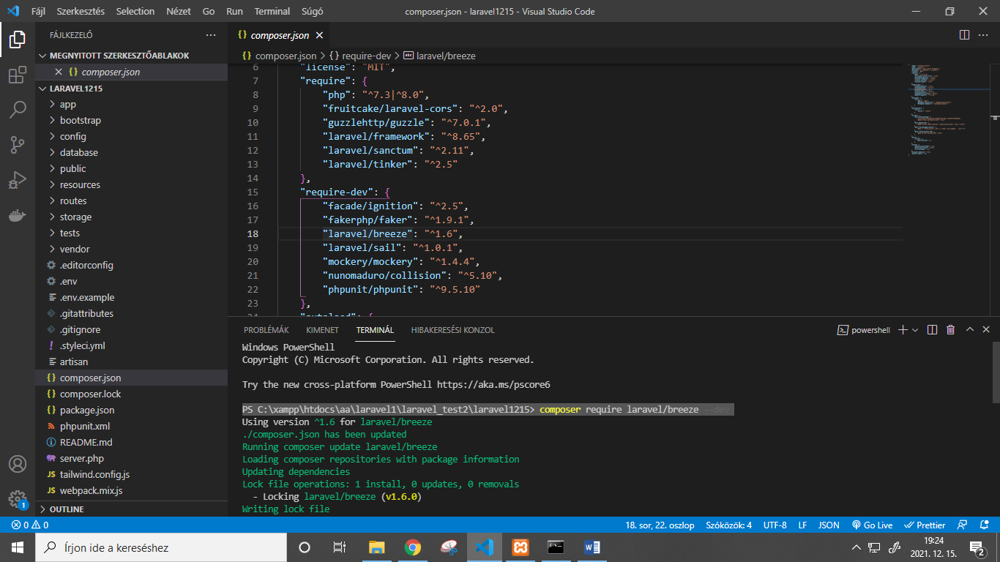 Fájl Szerkesztés Selection Nézet Go Run Terminal Súgó
composer.json - laravel1215 - Visual Studio Code
FÁJLKEZELŐ
MEGNYITOTT SZERKESZTŐABLAKOK
{} composer.json
LARAVEL1215
app
bootstrap
config
database
public
resources
routes
storage
tests
vendor
.editorconfig
.env
.env.example
.gitattributes
.gitignore
! .styleci.yml
artisan
{} composer.json
{} composer.lock
{} package.json
phpunit.xml
README.md
server.php
JS tailwind.config.js
JS webpack.mix.js
OUTLINE
1
{} composer.json
{} composer.json > {} require-dev > abc laravel/breeze
6 "license": "MIT",
7 "require": {
8 "php": "^7.3|^8.0",
9 "fruitcake/laravel-cors": "^2.0",
10 "guzzlehttp/guzzle": "^7.0.1",
11 "laravel/framework": "^8.65",
12 "laravel/sanctum": "^2.11",
13 "laravel/tinker": "^2.5"
14 },
15 "require-dev": {
16 "facade/ignition": "^2.5",
17 "fakerphp/faker": "^1.9.1",
18 "laravel/breeze": "^1.6",
19 "laravel/sail": "^1.0.1",
20 "mockery/mockery": "^1.4.4",
21 "nunomaduro/collision": "^5.10",
22 "phpunit/phpunit": "^9.5.10"
23 },
24 "autoload": {
PROBLÉMÁK KIMENET TERMINÁL HIBAKERESÉSI KONZOL
powershell
Windows PowerShell
Copyright (C) Microsoft Corporation. All rights reserved.
Try the new cross-platform PowerShell https://aka.ms/pscore6
PS C:\xampp\htdocs\aa\laravel1\laravel_test2\laravel1215> composer require laravel/breeze --dev
Using version ^1.6 for laravel/breeze
./composer.json has been updated
Running composer update laravel/breeze
Loading composer repositories with package information
Updating dependencies
Lock file operations: 1 install, 0 updates, 0 removals
- Locking laravel/breeze (v1.6.0)
Writing lock file
0 0
18. sor, 22. oszlop Szóközök: 4 UTF-8 LF JSON Go Live Prettier
Írjon ide a kereséshez
19:24
2021. 12. 15.
2